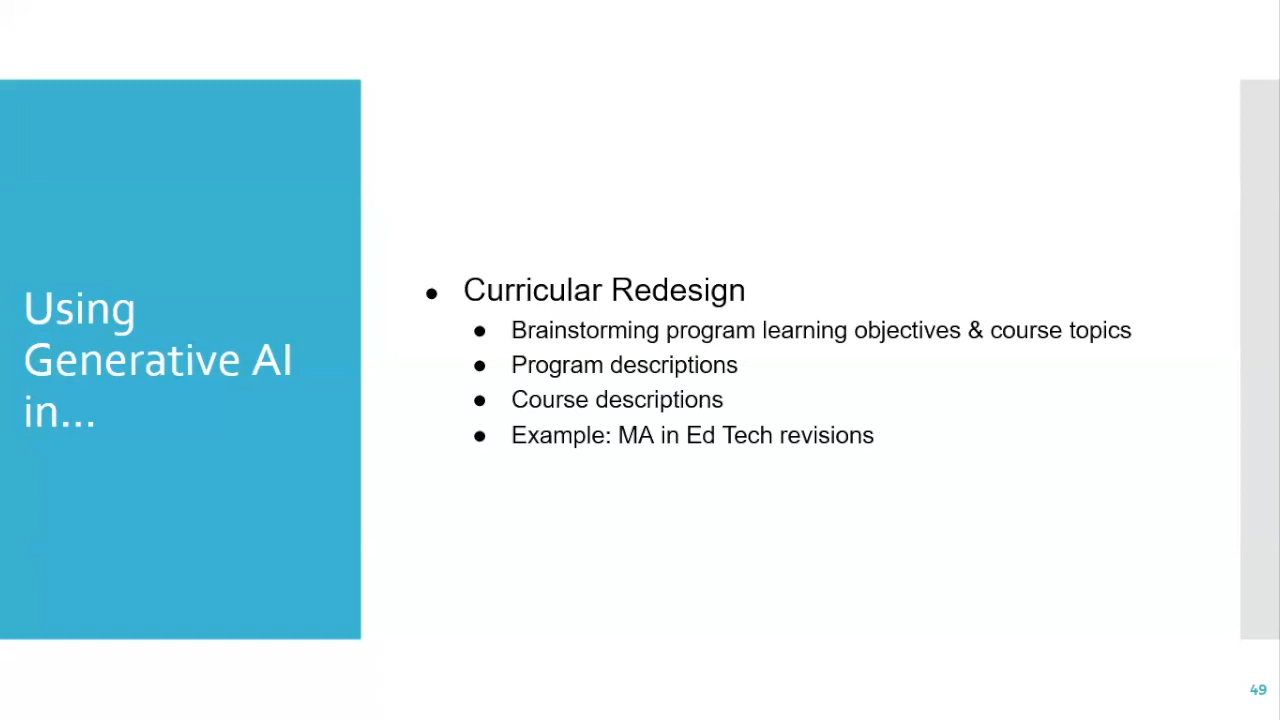 Using
Generative AI
in...
● Curricular Redesign
● Brainstorming program learning objectives & course topics
● Program descriptions
● Course descriptions
● Example: MA in Ed Tech revisions
49